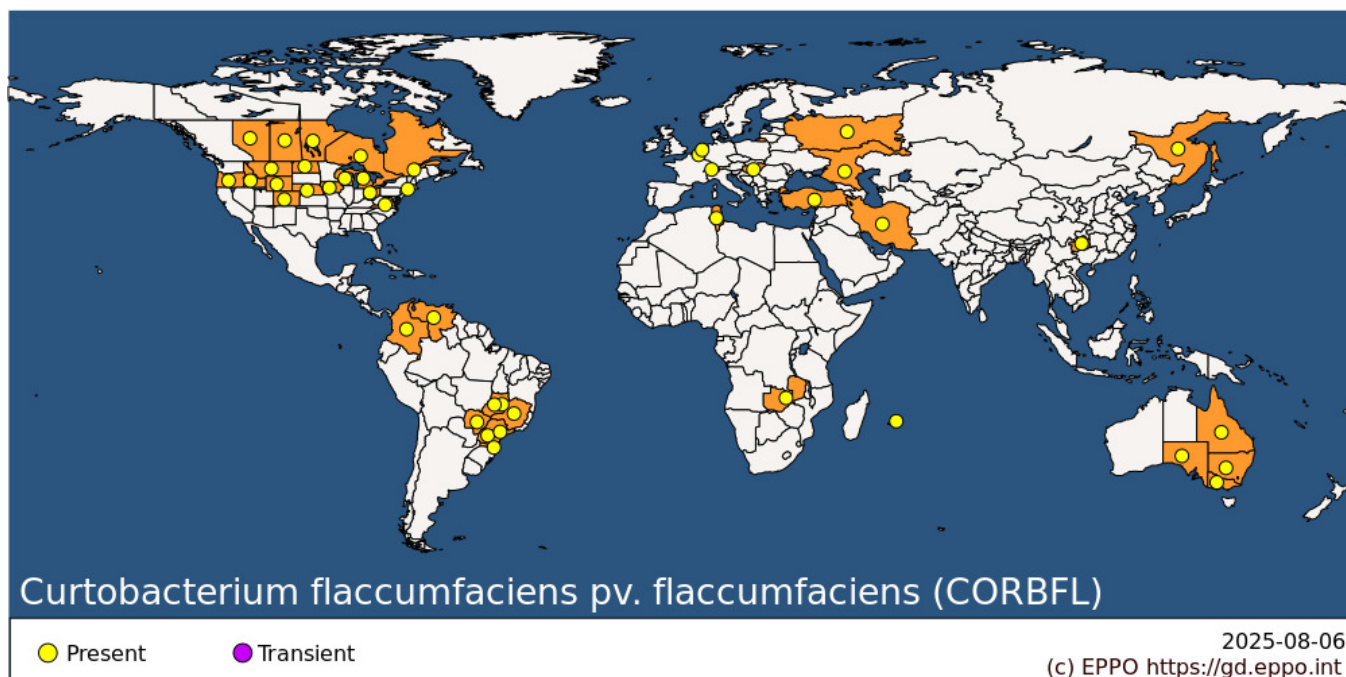 Curtobacterium flaccumfaciens pv. flaccumfaciens (CORBFL)
Present
Transient
2025-08-06
(c) EPPO https://gd.eppo.int